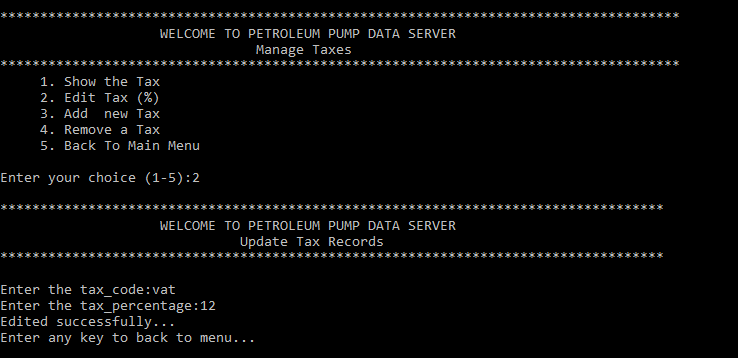 *************************************************************************************
WELCOME TO PETROLEUM PUMP DATA SERVER
Manage Taxes
*************************************************************************************
1. Show the Tax
2. Edit Tax (%)
3. Add  new Tax
4. Remove a Tax
5. Back To Main Menu
Enter your choice (1-5):2
***********************************************************************************
WELCOME TO PETROLEUM PUMP DATA SERVER
Update Tax Records
***********************************************************************************
Enter the tax_code:vat
Enter the tax_percentage:12
Edited successfully...
Enter any key to back to menu...